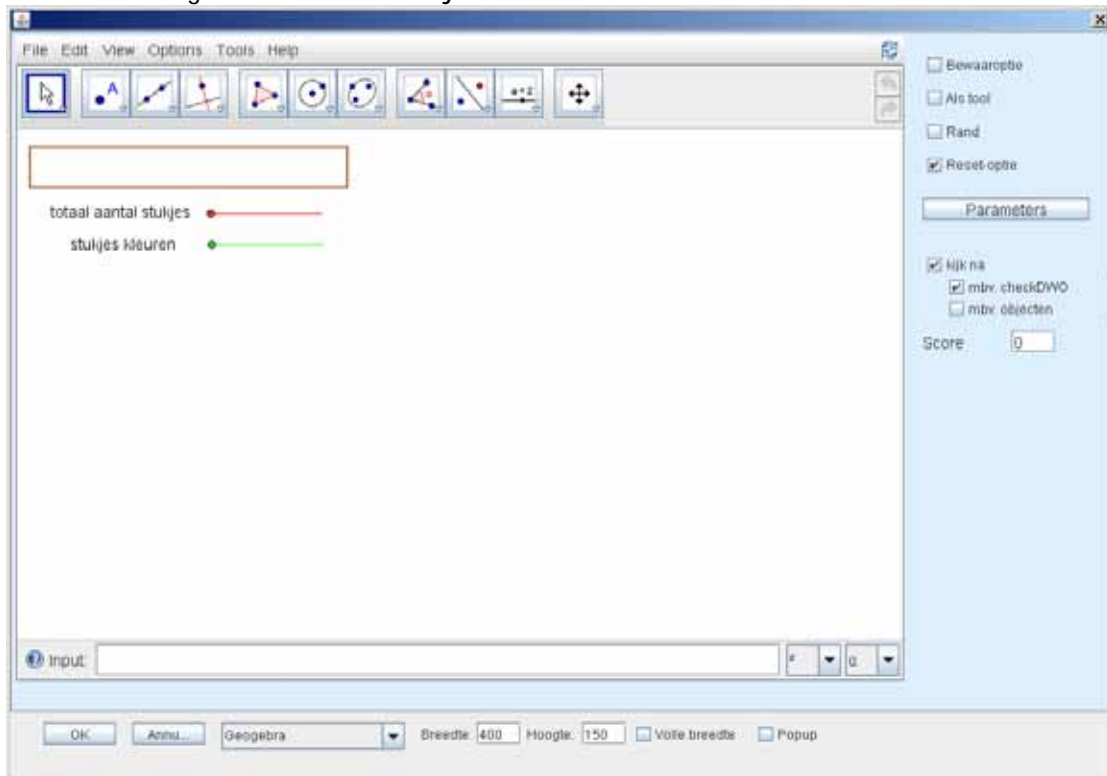 File Edit View Options Tools Help
A
a=2
totaal aantal stukjes
stukjes kleuren
Input:
α
Bewaaroptie
Als tool
Rand
Reset-optie
Parameters
kijk na
mbv. checkDWO
mbv. objecten
Score 0
OK Annu... Geogebra Breedte: 400 Hoogte: 150 Volle breedte Popup